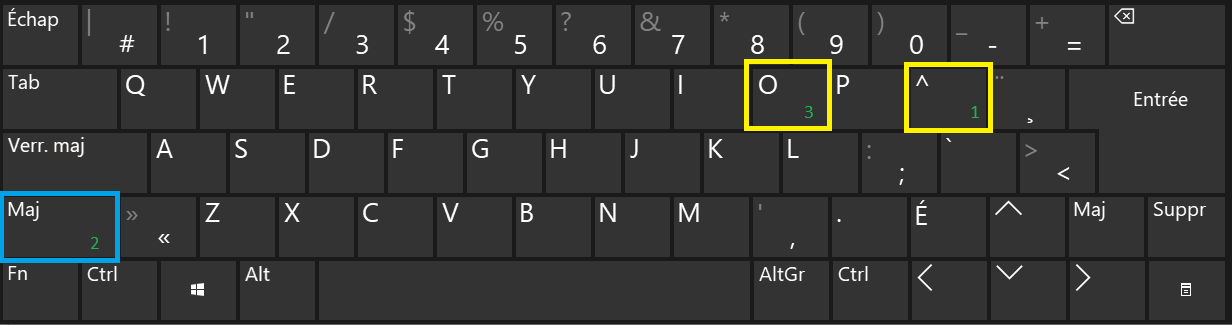 Échap | # ! 1 " 2 / 3 $ 4 % 5 ? 6 & 7 * 8 ( 9 ) 0 _ - + =
Tab Q W E R T Y U I O 3 P ^ 1 ¨ ¸ Entrée
Verr. maj A S D F G H J K L : ; ` > <
Maj 2 » « Z X C V B N M ' , . É Maj Suppr
Fn Ctrl Alt AltGr Ctrl